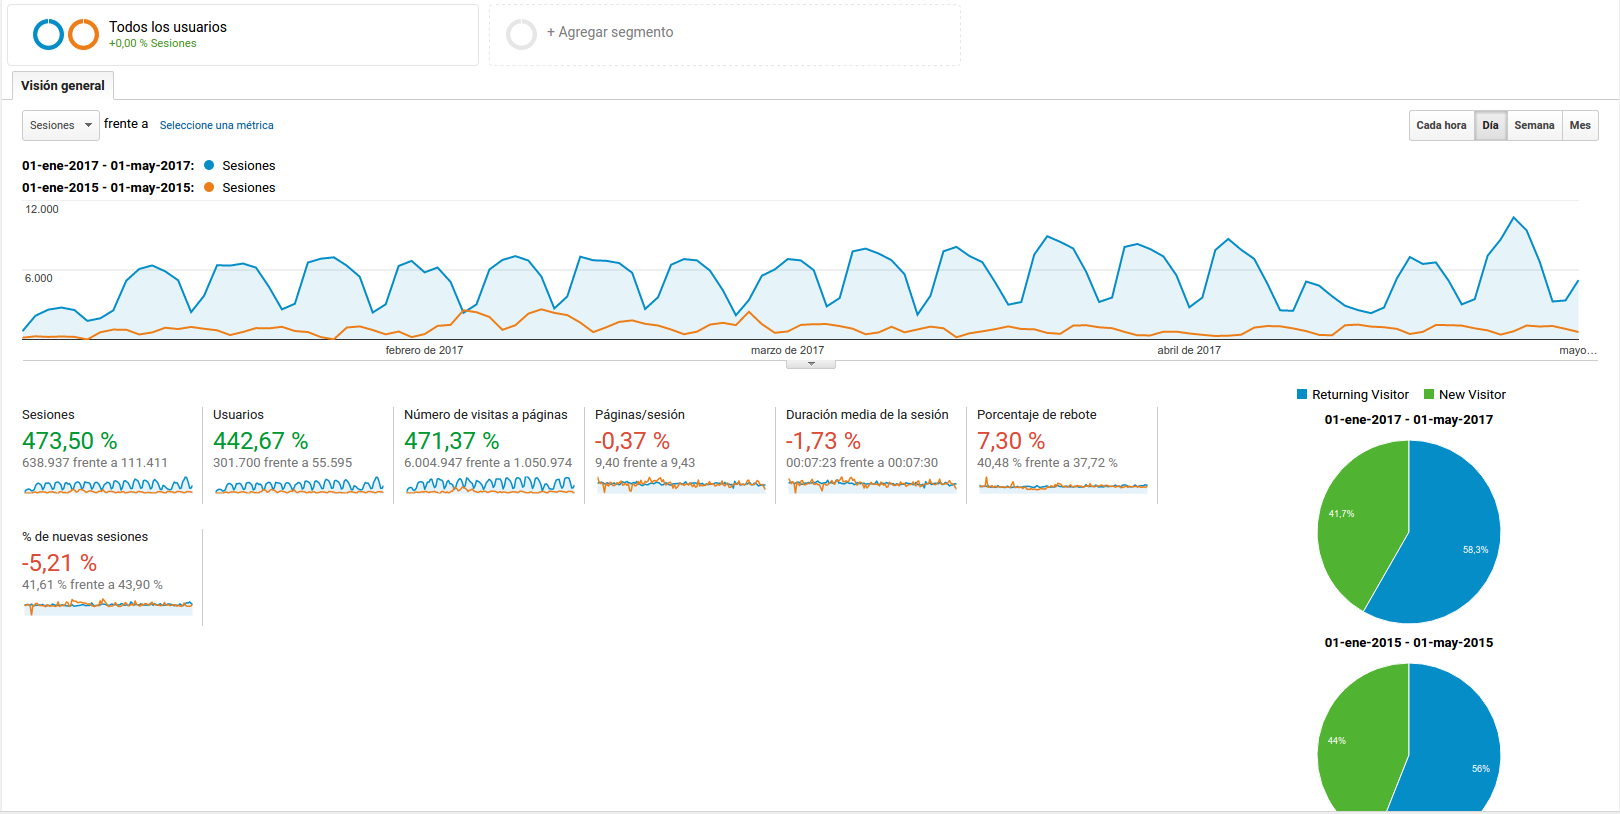 Todos los usuarios
+0,00 % Sesiones
+ Agregar segmento
Visión general
Sesiones frente a Seleccione una métrica
Cada hora Día Semana Mes
01-ene-2017 - 01-may-2017: Sesiones
01-ene-2015 - 01-may-2015: Sesiones
12.000
6.000
febrero de 2017 marzo de 2017 abril de 2017 mayo…
Sesiones
473,50 %
638.937 frente a 111.411
Usuarios
442,67 %
301.700 frente a 55.595
Número de visitas a páginas
471,37 %
6.004.947 frente a 1.050.974
Páginas/sesión
-0,37 %
9,40 frente a 9,43
Duración media de la sesión
-1,73 %
00:07:23 frente a 00:07:30
Porcentaje de rebote
7,30 %
40,48 % frente a 37,72 %
% de nuevas sesiones
-5,21 %
41,61 % frente a 43,90 %
Returning Visitor New Visitor
01-ene-2017 - 01-may-2017
41,7%
58,3%
01-ene-2015 - 01-may-2015
44%
56%